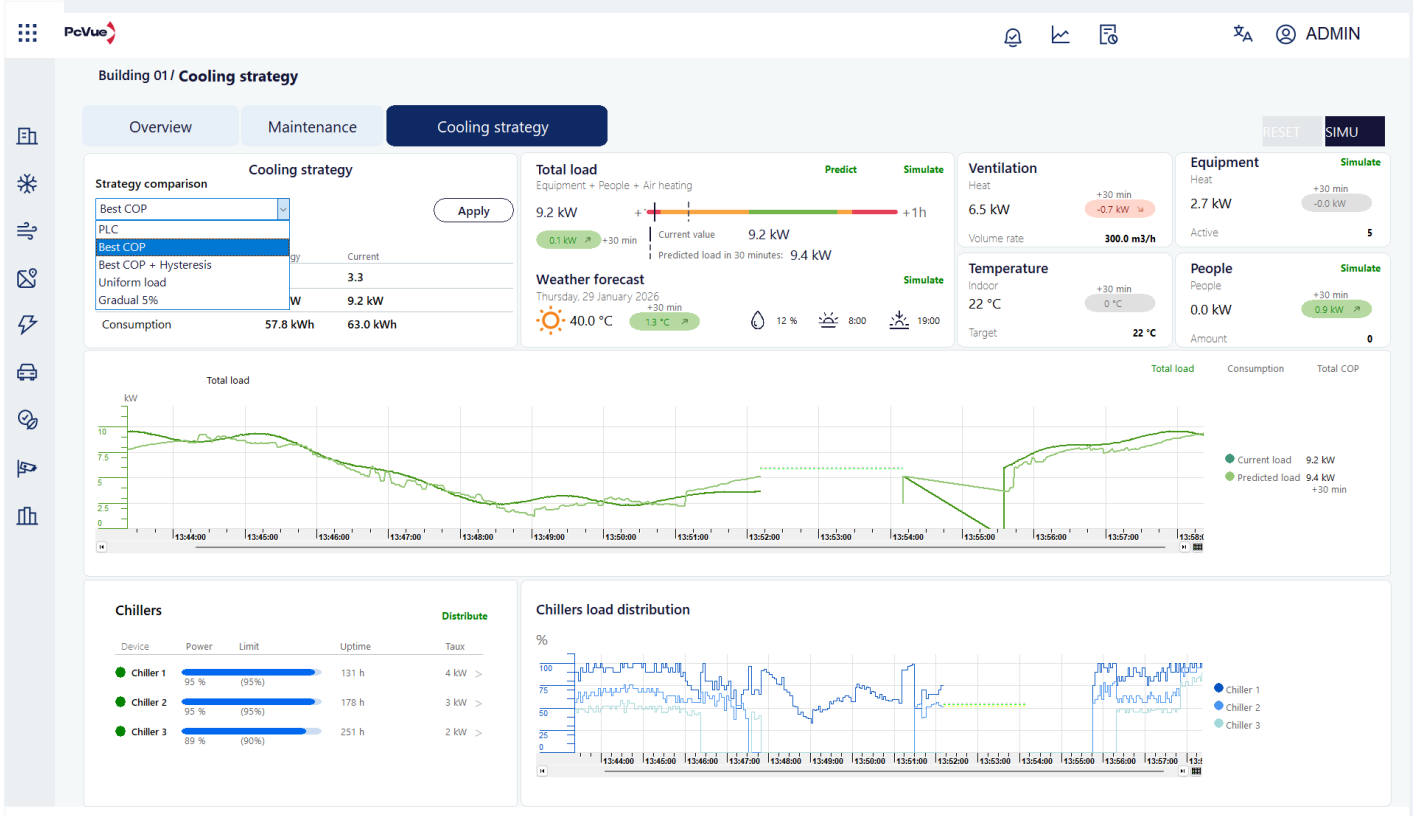 PcVue
ADMIN
Building 01/ Cooling strategy
Overview
Maintenance
Cooling strategy
RESET
SIMU
Cooling strategy
Strategy comparison
Best COP
Apply
PLC
Best COP
Best COP + Hysteresis
Uniform load
Gradual 5%
Current
3.3
9.2 kW
Consumption 57.8 kWh 63.0 kWh
Total load Predict Simulate
Equipment + People + Air heating
9.2 kW + +1h
0.1 kW +30 min
Current value 9.2 kW
Predicted load in 30 minutes: 9.4 kW
Weather forecast Simulate
Thursday, 29 January 2026
+30 min
40.0 °C 1.3 °C 12 % 8:00 19:00
Ventilation
Heat
+30 min
6.5 kW -0.7 kW
Volume rate 300.0 m3/h
Equipment Simulate
Heat
+30 min
2.7 kW -0.0 kW
Active 5
Temperature
Indoor
+30 min
22 °C 0 °C
Target 22 °C
People Simulate
People
+30 min
0.0 kW 0.9 kW
Amount 0
Total load Consumption Total COP
Total load
kW
10
7.5
5
2.5
0
13:44:00 13:45:00 13:46:00 13:47:00 13:48:00 13:49:00 13:50:00 13:51:00 13:52:00 13:53:00 13:54:00 13:55:00 13:56:00 13:57:00
Current load 9.2 kW
Predicted load 9.4 kW
+30 min
Chillers
Distribute
Device Power Limit Uptime Taux
Chiller 1 131 h 4 kW >
95 % (95%)
Chiller 2 178 h 3 kW >
95 % (95%)
Chiller 3 251 h 2 kW >
89 % (90%)
Chillers load distribution
%
100
75
50
25
0
13:44:00 13:45:00 13:46:00 13:47:00 13:48:00 13:49:00 13:50:00 13:51:00 13:52:00 13:53:00 13:54:00 13:55:00 13:56:00 13:57:00
Chiller 1
Chiller 2
Chiller 3